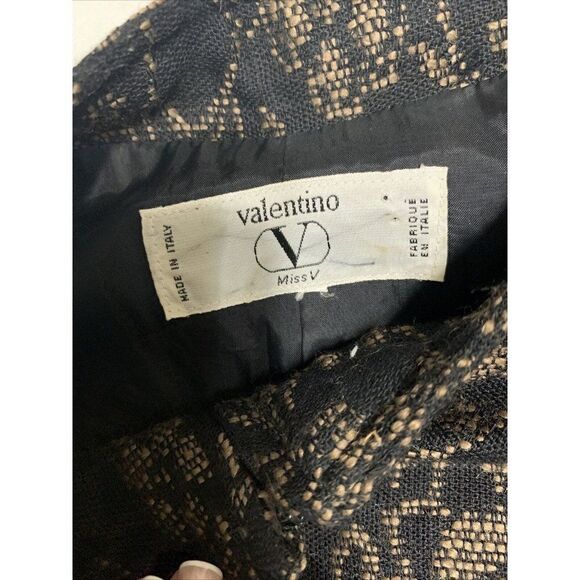 valentino
V
Miss V
MADE IN ITALY
FABRIQUÉ
EN ITALIE